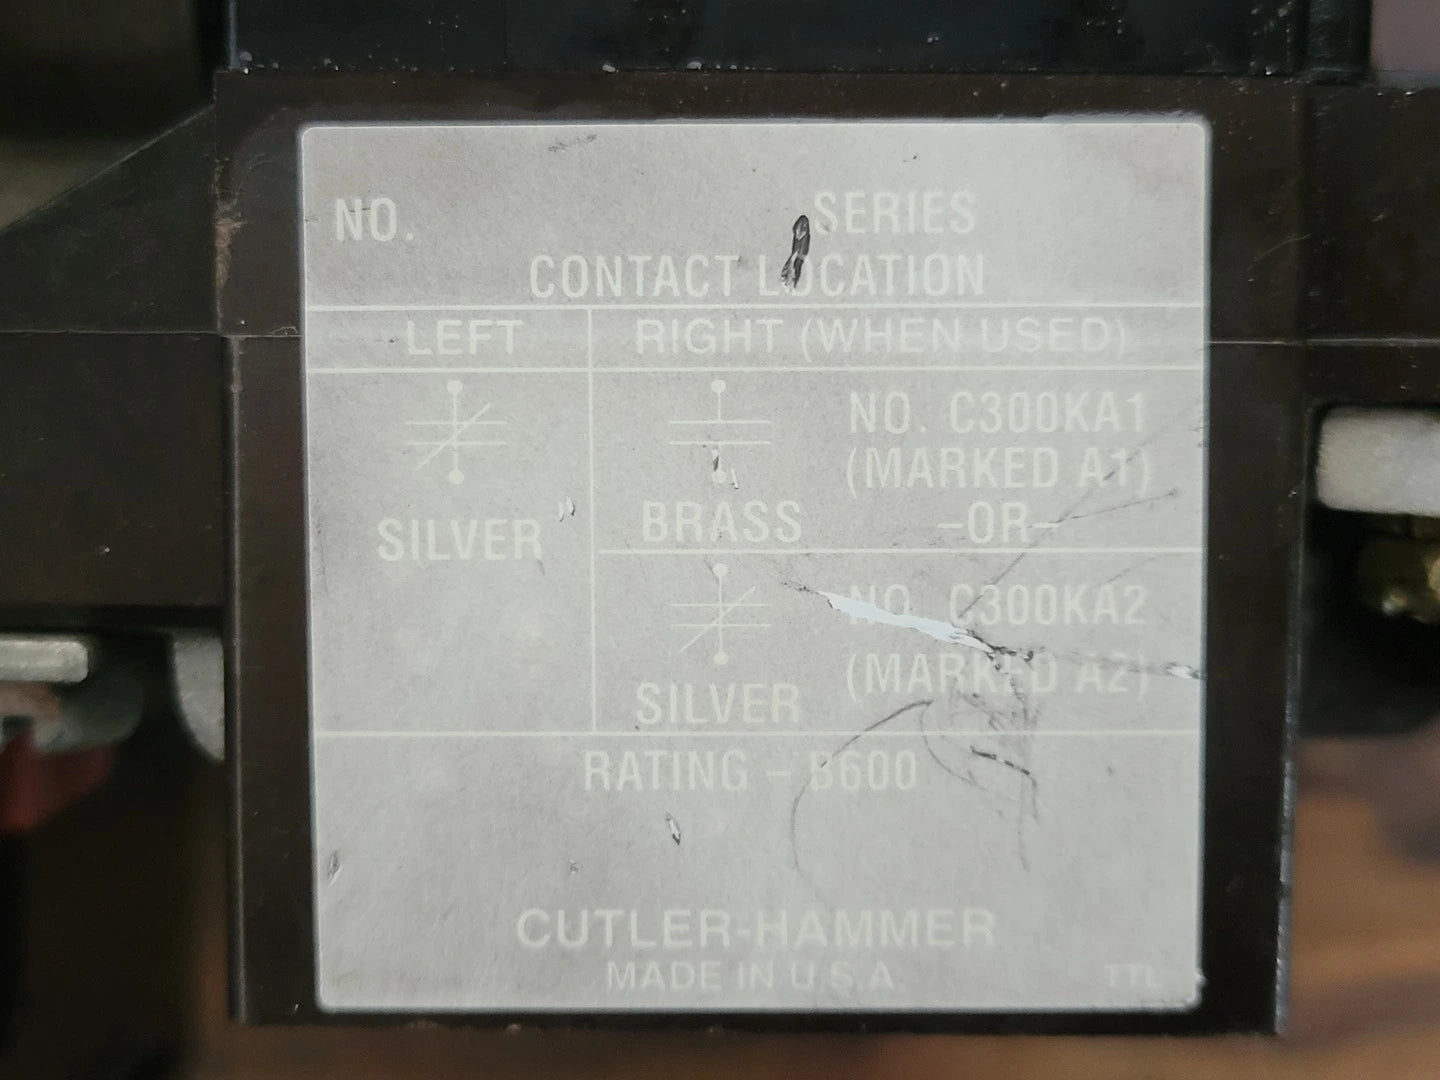 NO. SERIES
CONTACT LOCATION
LEFT RIGHT (WHEN USED)
NO. C300KA1
(MARKED A1)
SILVER BRASS -OR-
NO. C300KA2
(MARKED A2)
SILVER
RATING - B600
CUTLER-HAMMER
MADE IN U.S.A. TTL